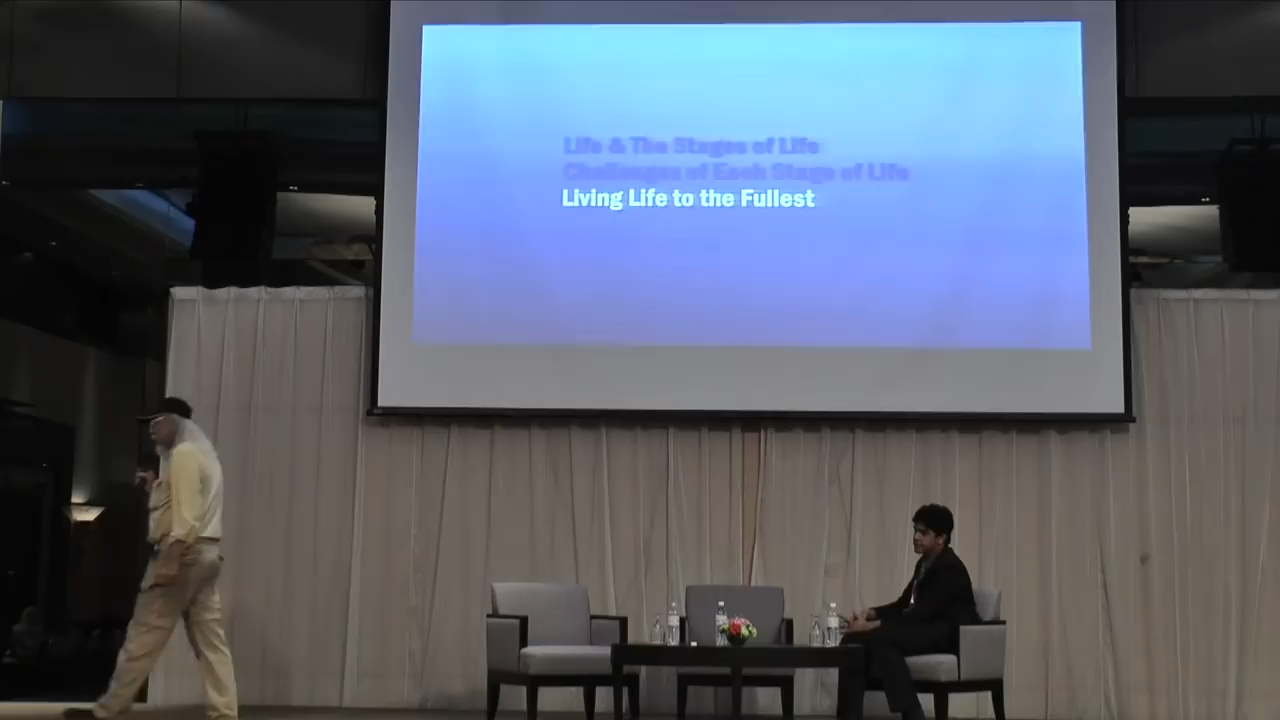 Life & The Stages of Life
Challenges of Each Stage of Life
Living Life to the Fullest